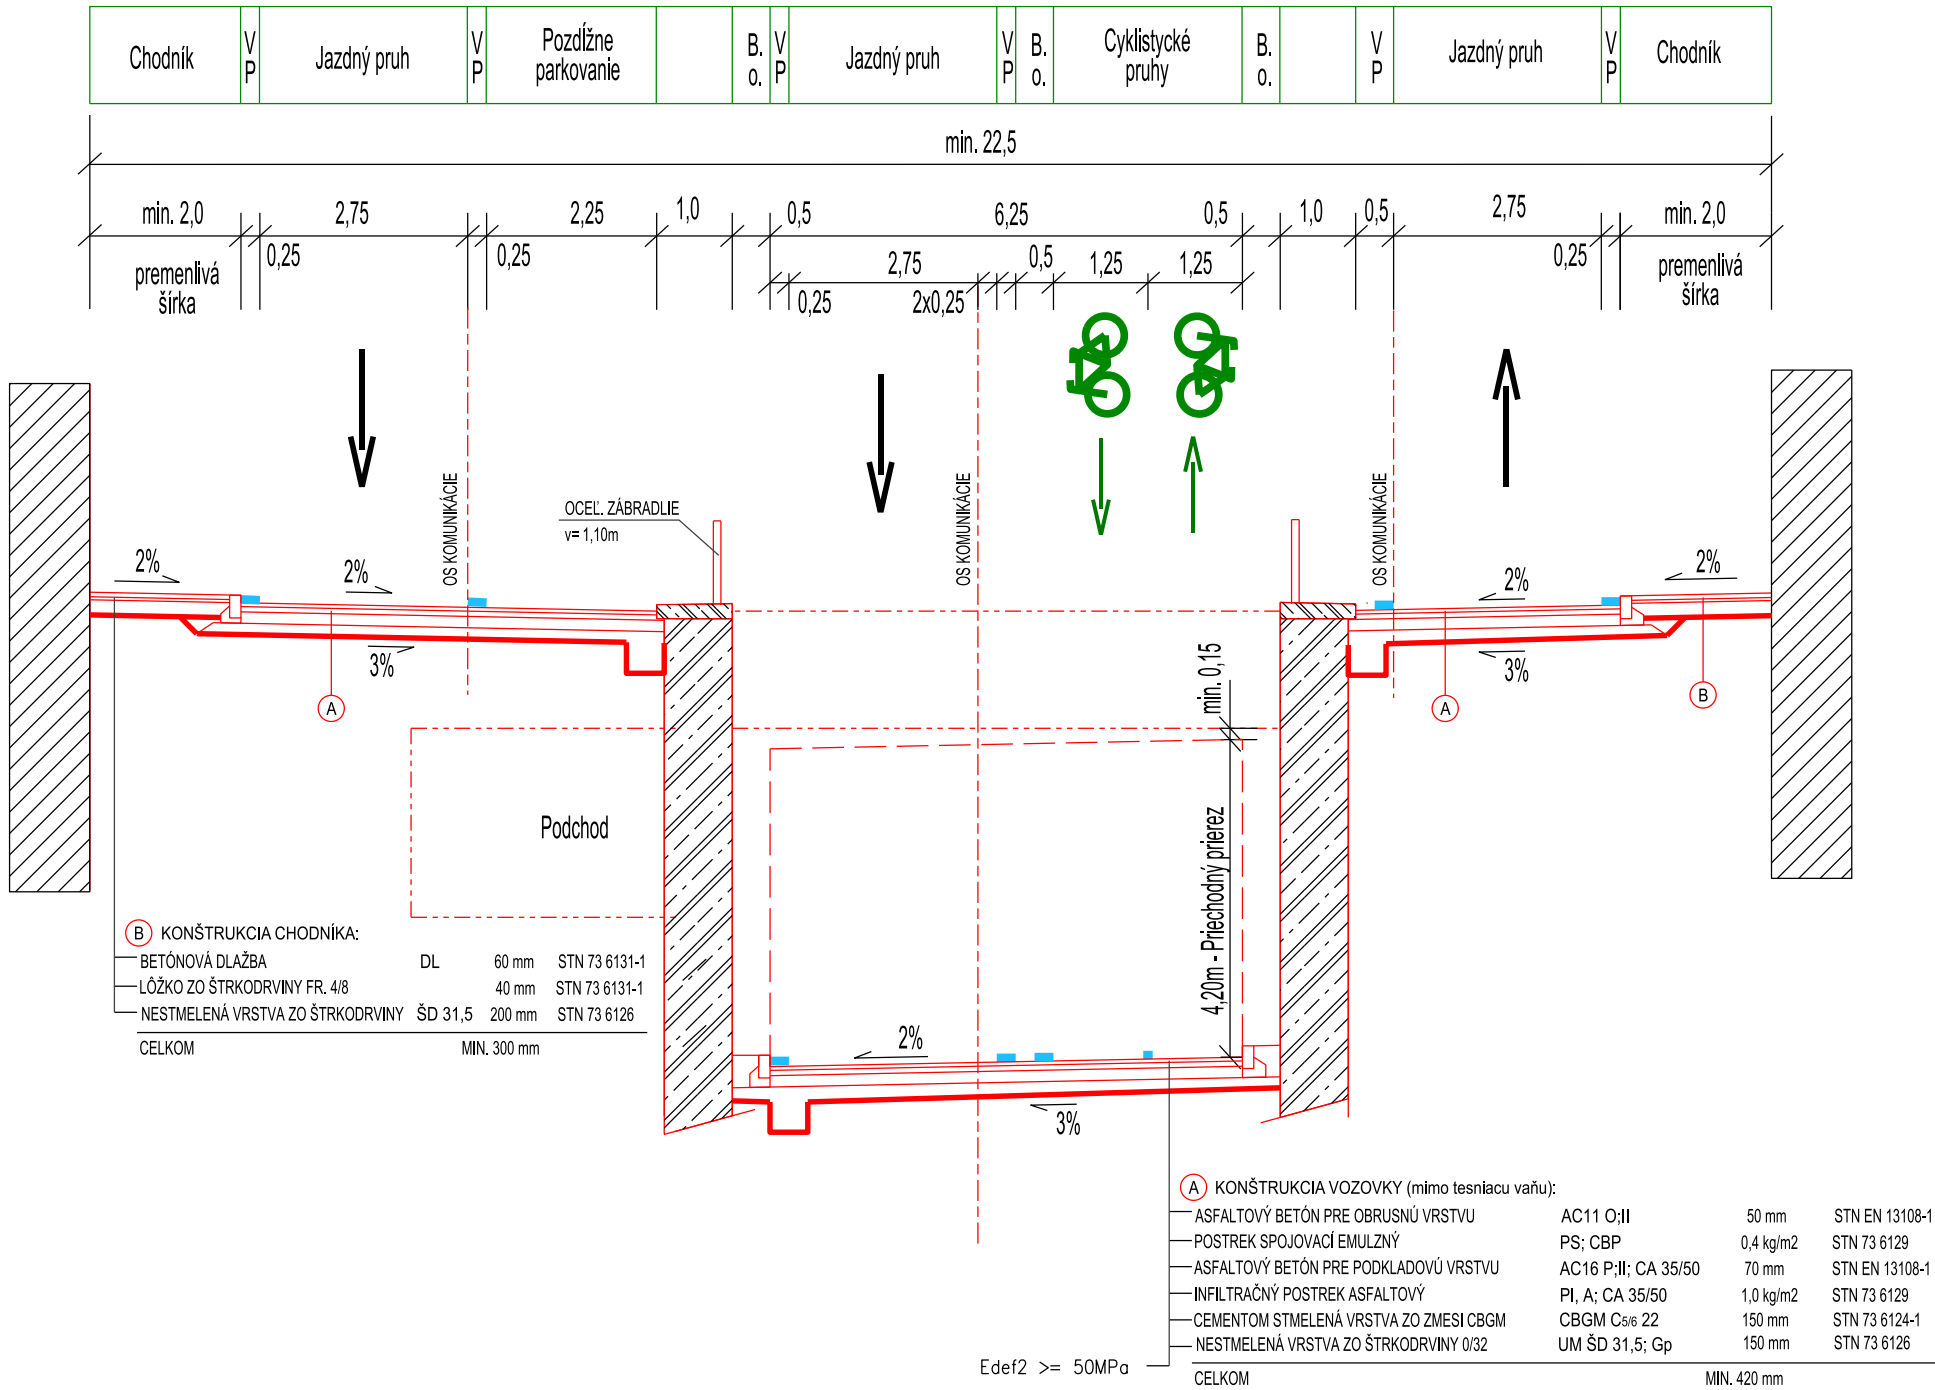 Chodník
V P
Jazdný pruh
V P
Pozdĺžne
parkovanie
B. o.
V P
Jazdný pruh
V P
B. o.
Cyklistycké
pruhy
B. o.
V P
Jazdný pruh
V P
Chodník
min. 22,5
min. 2,0
2,75
2,25
1,0
0,5
6,25
0,5
1,0
0,5
2,75
min. 2,0
0,25
0,25
2,75
0,5
1,25
1,25
0,25
premenlivá
šírka
0,25
2x0,25
premenlivá
šírka
OS KOMUNIKÁCIE
OCEĽ. ZÁBRADLIE
v= 1,10m
OS KOMUNIKÁCIE
OS KOMUNIKÁCIE
2%
2%
2%
2%
3%
3%
A
A
B
min. 0,15
Podchod
4,20m - Priechodný prierez
B KONŠTRUKCIA CHODNÍKA:
BETÓNOVÁ DLAŽBA DL 60 mm STN 73 6131-1
LÔŽKO ZO ŠTRKODRVINY FR. 4/8 40 mm STN 73 6131-1
NESTMELENÁ VRSTVA ZO ŠTRKODRVINY ŠD 31,5 200 mm STN 73 6126
CELKOM MIN. 300 mm
2%
3%
A KONŠTRUKCIA VOZOVKY (mimo tesniacu vaňu):
ASFALTOVÝ BETÓN PRE OBRUSNÚ VRSTVU AC11 O;II 50 mm STN EN 13108-1
POSTREK SPOJOVACÍ EMULZNÝ PS; CBP 0,4 kg/m2 STN 73 6129
ASFALTOVÝ BETÓN PRE PODKLADOVÚ VRSTVU AC16 P;II; CA 35/50 70 mm STN EN 13108-1
INFILTRAČNÝ POSTREK ASFALTOVÝ PI, A; CA 35/50 1,0 kg/m2 STN 73 6129
CEMENTOM STMELENÁ VRSTVA ZO ZMESI CBGM CBGM C5/6 22 150 mm STN 73 6124-1
NESTMELENÁ VRSTVA ZO ŠTRKODRVINY 0/32 UM ŠD 31,5; Gp 150 mm STN 73 6126
Edef2 >= 50MPa
CELKOM MIN. 420 mm